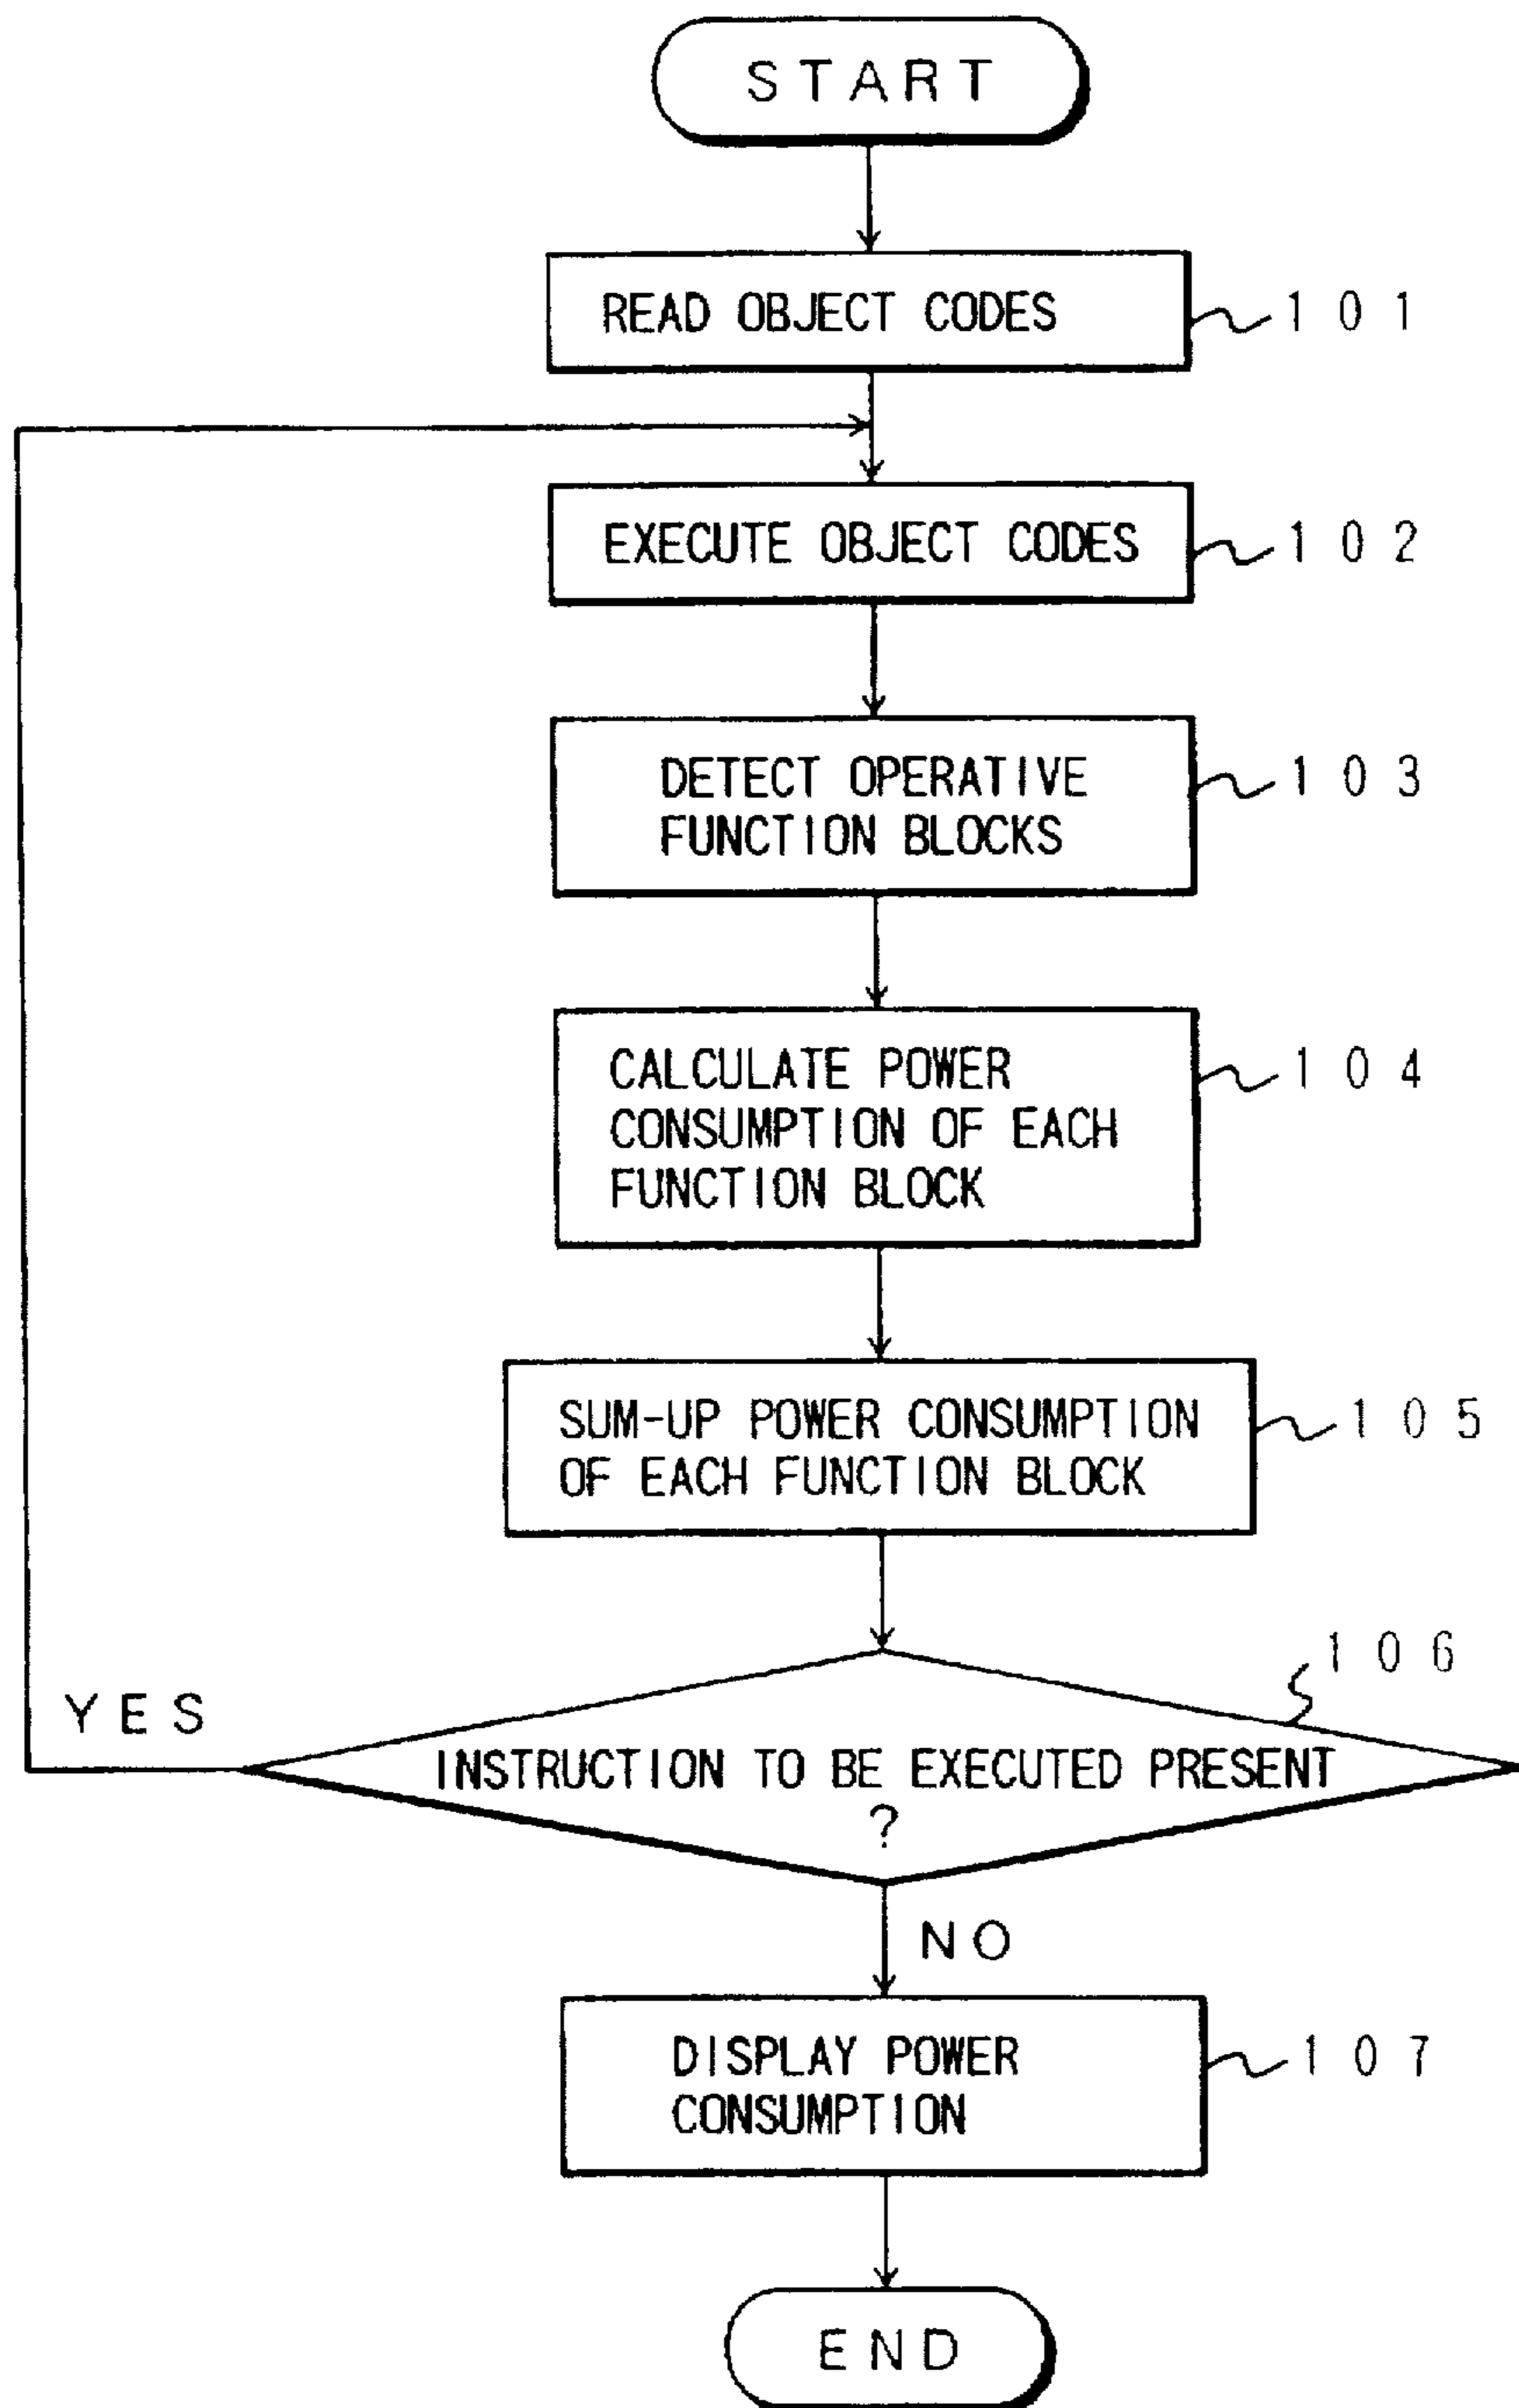 START
READ OBJECT CODES
101
EXECUTE OBJECT CODES
102
DETECT OPERATIVE
FUNCTION BLOCKS
103
CALCULATE POWER
CONSUMPTION OF EACH
FUNCTION BLOCK
104
SUM-UP POWER CONSUMPTION
OF EACH FUNCTION BLOCK
105
106
YES
INSTRUCTION TO BE EXECUTED PRESENT
?
NO
DISPLAY POWER
CONSUMPTION
107
END